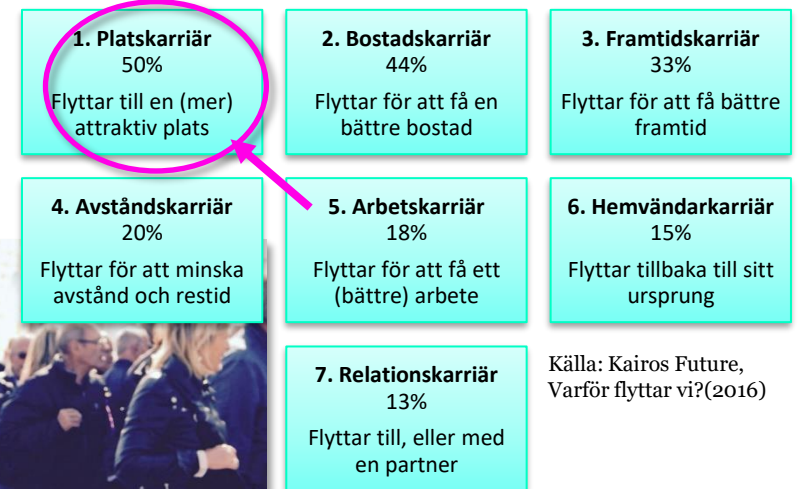 1. Platskarriär
50%
Flyttar till en (mer)
attraktiv plats
2. Bostadskarriär
44%
Flyttar för att få en
bättre bostad
3. Framtidskarriär
33%
Flyttar för att få bättre
framtid
4. Avståndskarriär
20%
Flyttar för att minska
avstånd och restid
5. Arbetskarriär
18%
Flyttar för att få ett
(bättre) arbete
6. Hemvändarkarriär
15%
Flyttar tillbaka till sitt
ursprung
7. Relationskarriär
13%
Flyttar till, eller med
en partner
Källa: Kairos Future,
Varför flyttar vi?(2016)